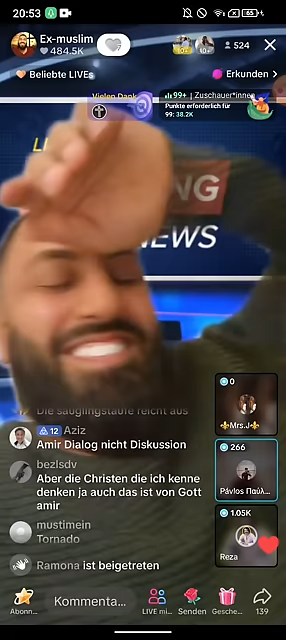 20:53
85
Ex-muslim
484.5K
10+
524
Beliebte LIVEs
Erkunden >
Vielen Dank
99+ | Zuschauer*innen
Punkte erforderlich für
99: 38.2K
NG
NEWS
0
Mrs.J
Die säuglingstaufe reicht aus
12 Aziz
Amir Dialog nicht Diskussion
266
Pávlos Παύλ...
bezlsdv
Aber die Christen die ich kenne
denken ja auch das ist von Gott
amir
1.05K
Reza
mustimein
Tornado
Ramona ist beigetreten
Abonn...
Kommenta...
LIVE mi...
Senden
Gesche...
139